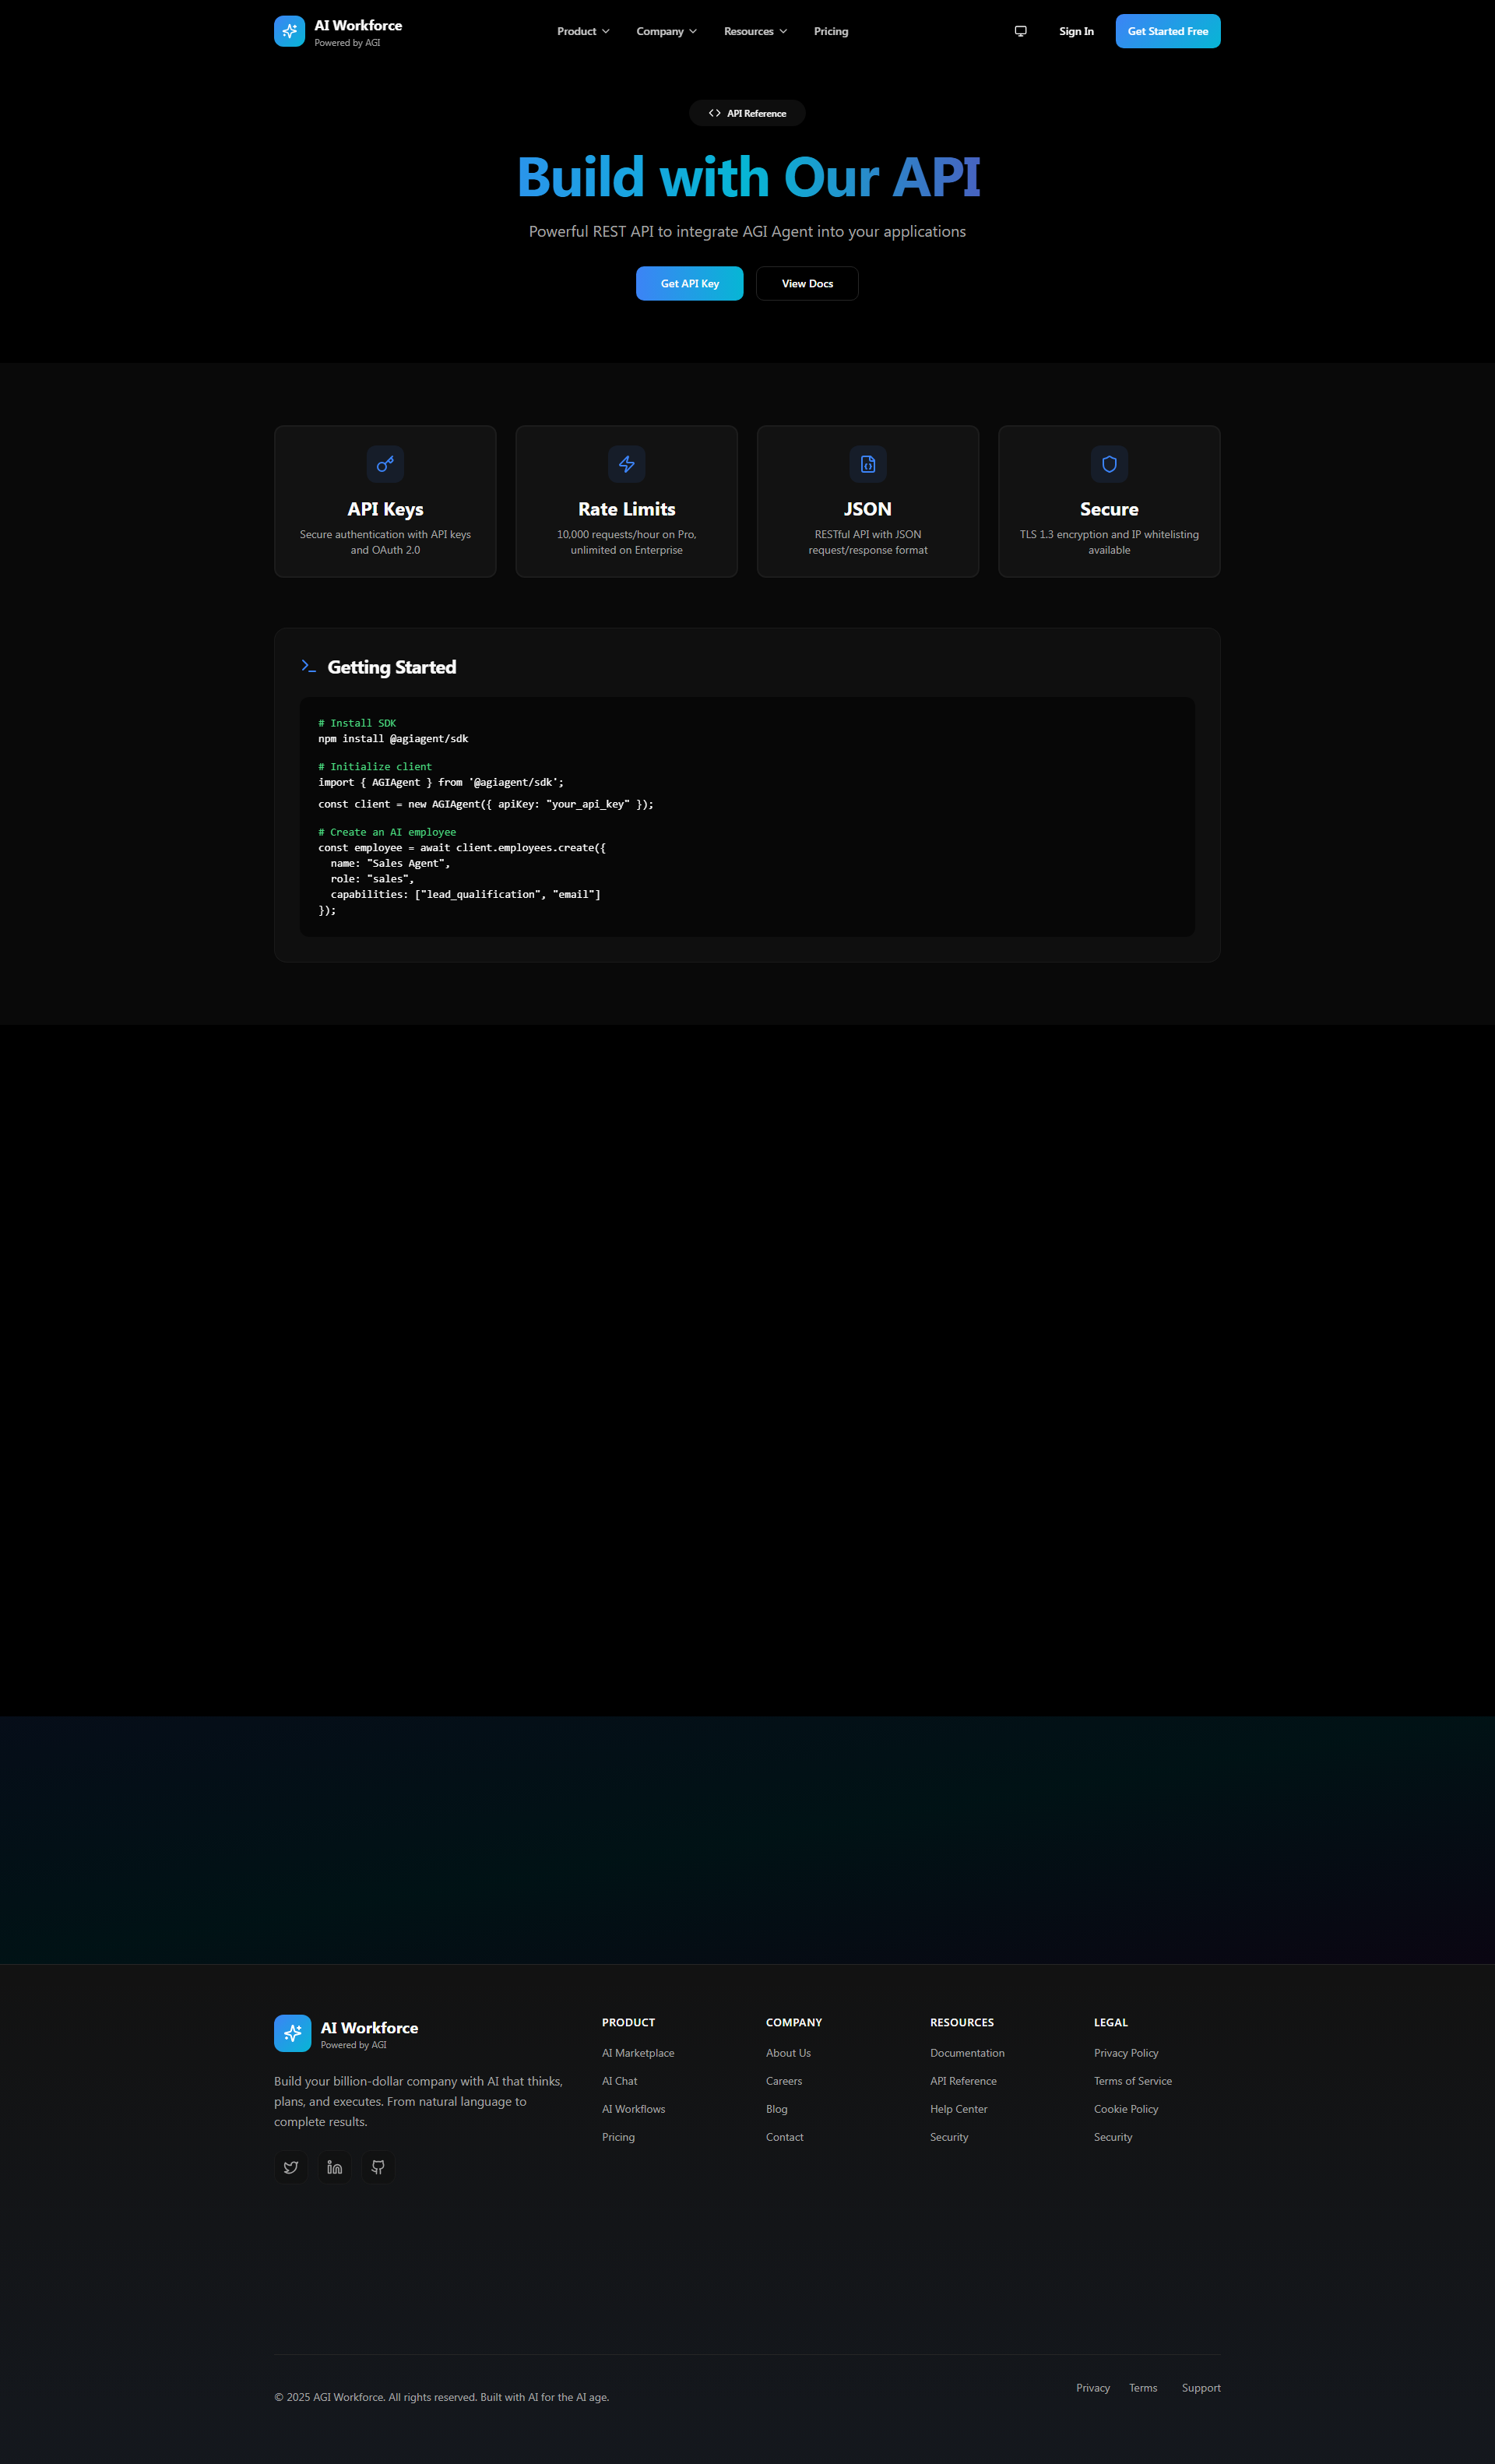 AI Workforce
Powered by AGI
Product
Company
Resources
Pricing
Sign In
Get Started Free
API Reference
Build with Our API
Powerful REST API to integrate AGI Agent into your applications
Get API Key
View Docs
API Keys
Secure authentication with API keys
and OAuth 2.0
Rate Limits
10,000 requests/hour on Pro,
unlimited on Enterprise
JSON
RESTful API with JSON
request/response format
Secure
TLS 1.3 encryption and IP whitelisting
available
Getting Started
# Install SDK
npm install @agiagent/sdk
# Initialize client
import { AGIAgent } from '@agiagent/sdk';
const client = new AGIAgent({ apiKey: "your_api_key" });
# Create an AI employee
const employee = await client.employees.create({
  name: "Sales Agent",
  role: "sales",
  capabilities: ["lead_qualification", "email"]
});
AI Workforce
Powered by AGI
Build your billion-dollar company with AI that thinks,
plans, and executes. From natural language to
complete results.
PRODUCT
AI Marketplace
AI Chat
AI Workflows
Pricing
COMPANY
About Us
Careers
Blog
Contact
RESOURCES
Documentation
API Reference
Help Center
Security
LEGAL
Privacy Policy
Terms of Service
Cookie Policy
Security
© 2025 AGI Workforce. All rights reserved. Built with AI for the AI age.
Privacy
Terms
Support